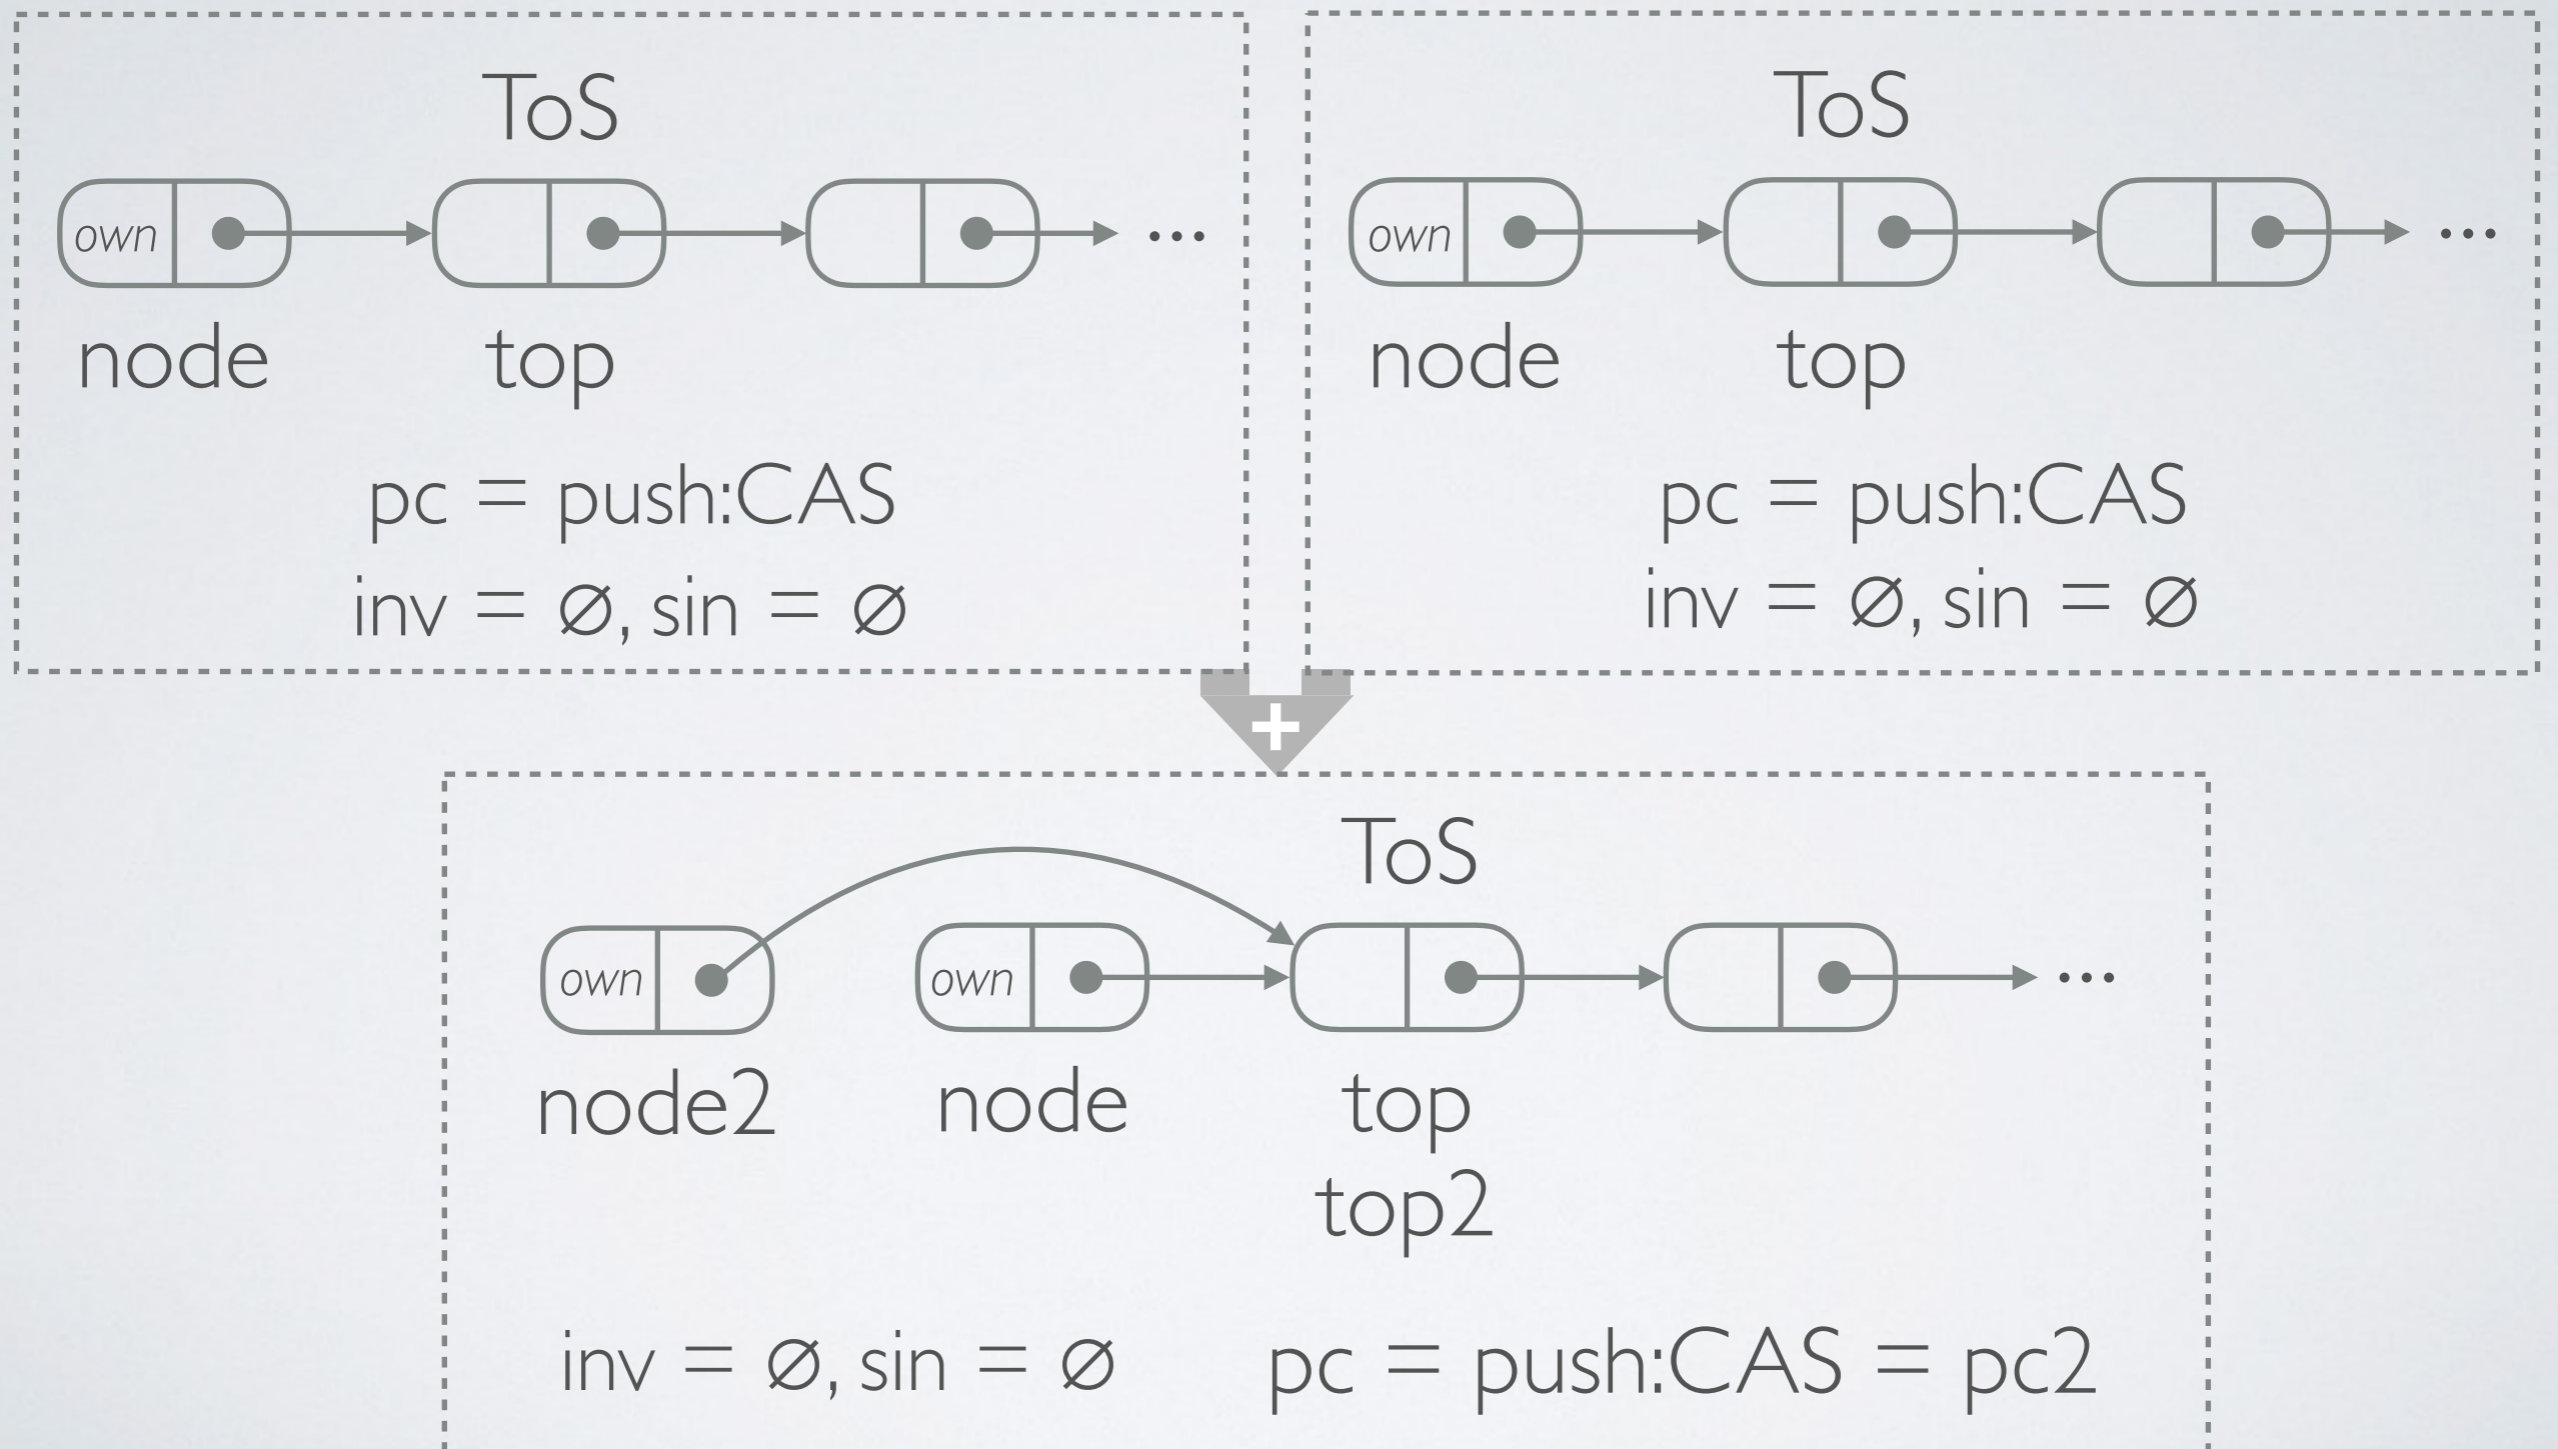 ToS
own
...
node
top
pc = push:CAS
inv = ∅, sin = ∅
ToS
own
...
node
top
pc = push:CAS
inv = ∅, sin = ∅
+
ToS
own
own
...
node2
node
top
top2
inv = ∅, sin = ∅
pc = push:CAS = pc2